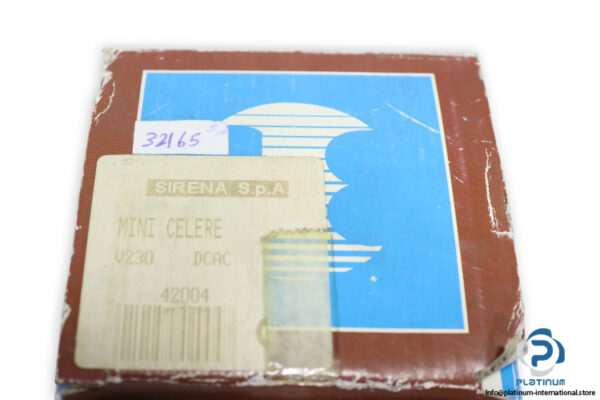 32165
SIRENA S.p.A
MINI CELERE
V230 DCAC
42004
PLATINUM
info@platinum-international.store